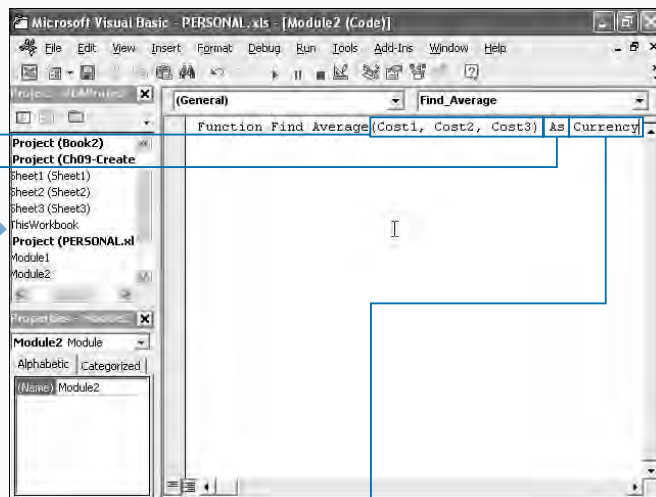 Microsoft Visual Basic - PERSONAL.xls - [Module2 (Code)]
File Edit View Insert Format Debug Run Tools Add-Ins Window Help
(General) Find_Average
Function Find Average(Cost1, Cost2, Cost3) As Currency
Project (Book2)
Project (Ch09-Create
Sheet1 (Sheet1)
Sheet2 (Sheet2)
Sheet3 (Sheet3)
ThisWorkbook
Project (PERSONAL.xl
Module1
Module2
Module2 Module
Alphabetic Categorized
(Name) Module2